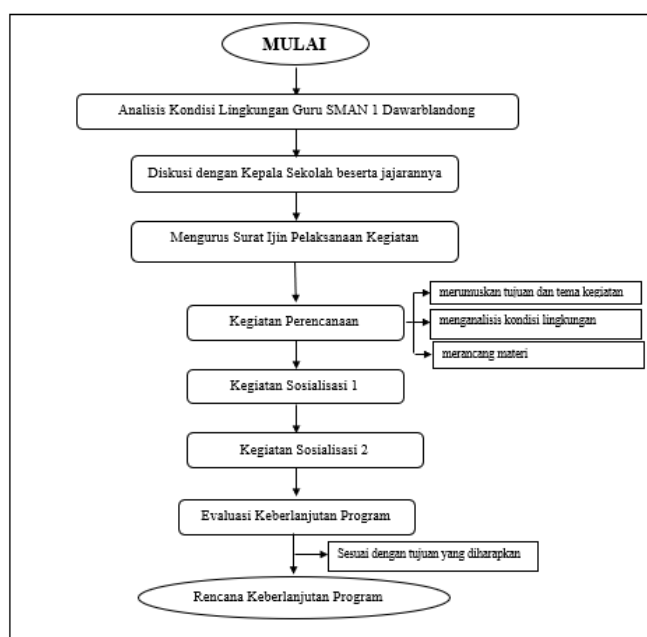 MULAI
Analisis Kondisi Lingkungan Guru SMAN 1 Dawarblandong
Diskusi dengan Kepala Sekolah beserta jajarannya
Mengurus Surat Ijin Pelaksanaan Kegiatan
Kegiatan Perencanaan
merumuskan tujuan dan tema kegiatan
menganalisis kondisi lingkungan
merancang materi
Kegiatan Sosialisasi 1
Kegiatan Sosialisasi 2
Evaluasi Keberlanjutan Program
Sesuai dengan tujuan yang diharapkan
Rencana Keberlanjutan Program